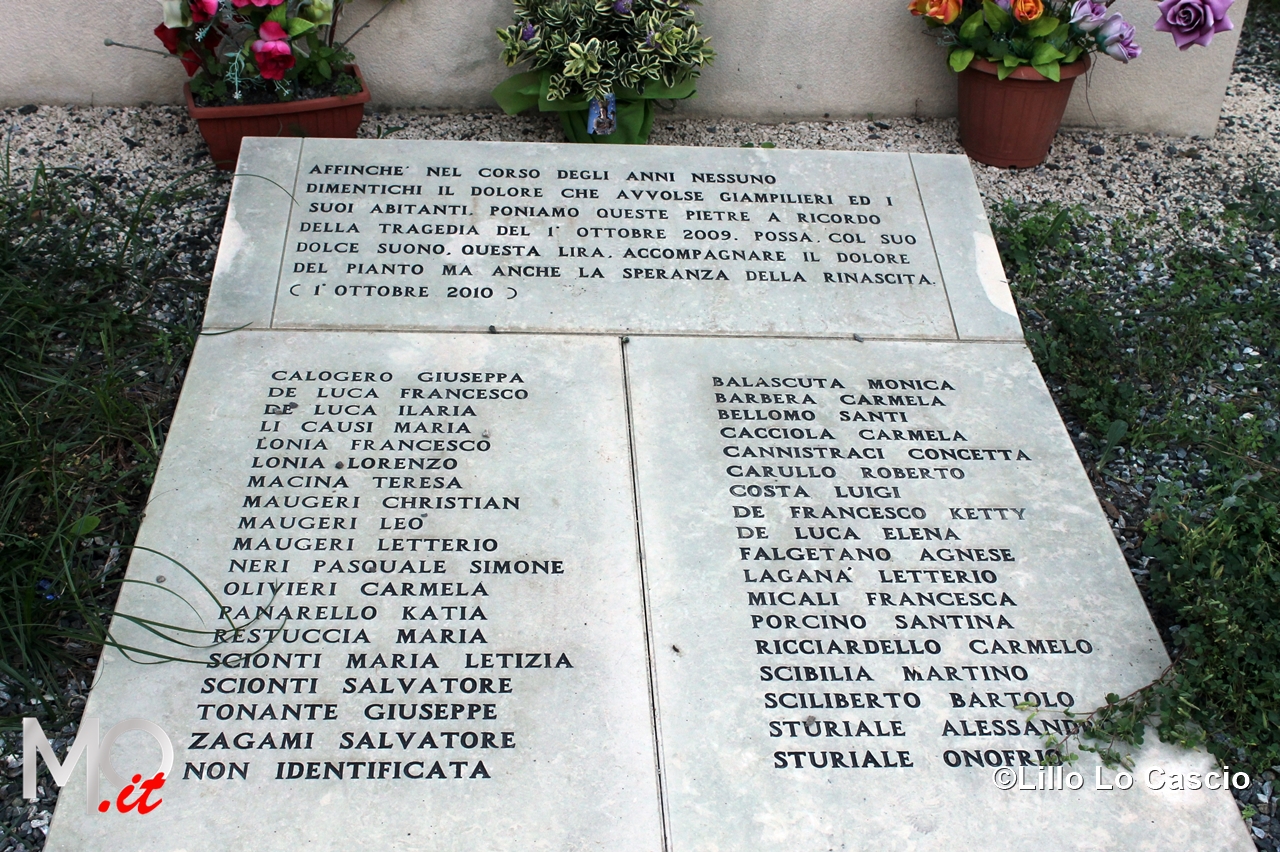 AFFINCHE' NEL CORSO DEGLI ANNI NESSUNO
DIMENTICHI IL DOLORE CHE AVVOLSE GIAMPILIERI ED I
SUOI ABITANTI. PONIAMO QUESTE PIETRE A RICORDO
DELLA TRAGEDIA DEL 1° OTTOBRE 2009. POSSA, COL SUO
DOLCE SUONO, QUESTA LIRA, ACCOMPAGNARE IL DOLORE
DEL PIANTO MA ANCHE LA SPERANZA DELLA RINASCITA.
( 1° OTTOBRE 2010 )
CALOGERO GIUSEPPA
DE LUCA FRANCESCO
DE LUCA ILARIA
LI CAUSI MARIA
LONIA FRANCESCO
LONIA LORENZO
MACINA TERESA
MAUGERI CHRISTIAN
MAUGERI LEO
MAUGERI LETTERIO
NERI PASQUALE SIMONE
OLIVIERI CARMELA
PANARELLO KATIA
RESTUCCIA MARIA
SCIONTI MARIA LETIZIA
SCIONTI SALVATORE
TONANTE GIUSEPPE
ZAGAMI SALVATORE
NON IDENTIFICATA
BALASCUTA MONICA
BARBERA CARMELA
BELLOMO SANTI
CACCIOLA CARMELA
CANNISTRACI CONCETTA
CARULLO ROBERTO
COSTA LUIGI
DE FRANCESCO KETTY
DE LUCA ELENA
FALGETANO AGNESE
LAGANA' LETTERIO
MICALI FRANCESCA
PORCINO SANTINA
RICCIARDELLO CARMELO
SCIBILIA MARTINO
SCILIBERTO BARTOLO
STURIALE ALESSAND
STURIALE ONOFRIO
MO.it
©Lillo Lo Cascio